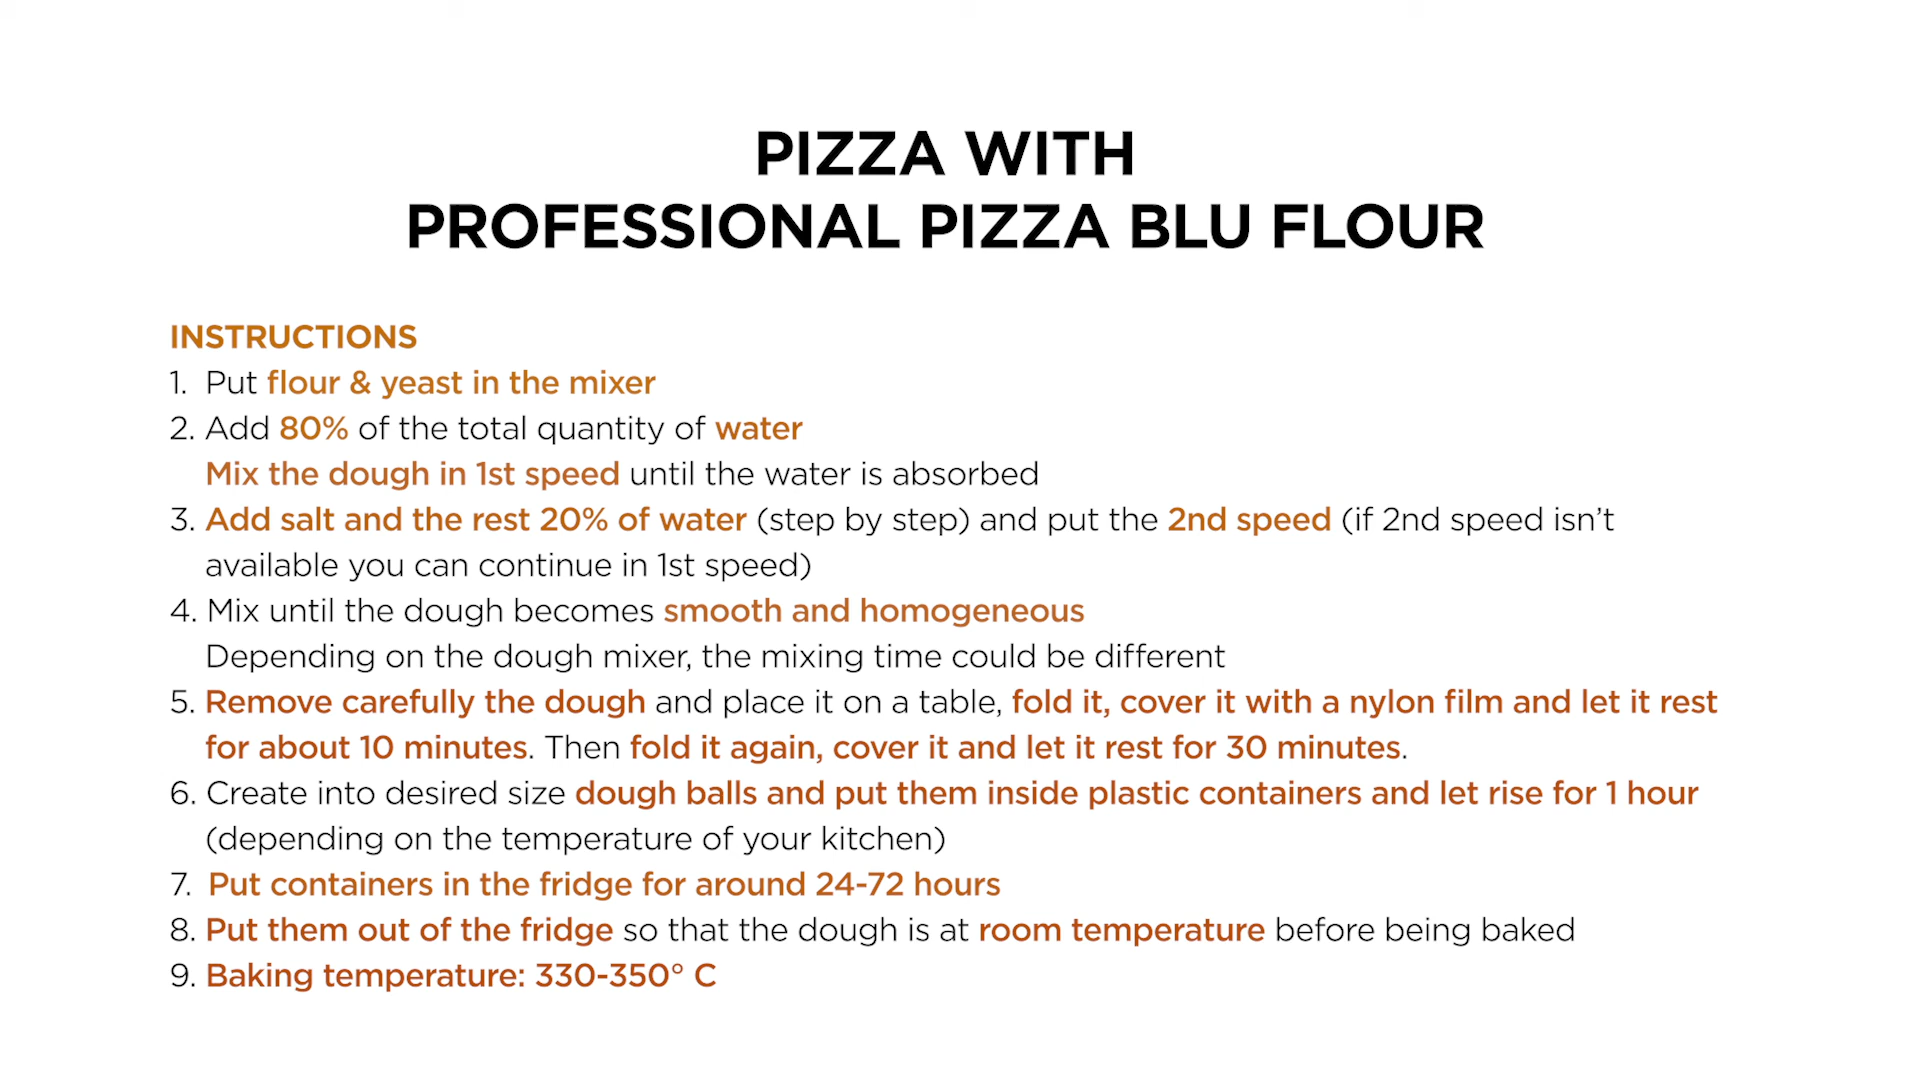 PIZZA WITH
PROFESSIONAL PIZZA BLU FLOUR
INSTRUCTIONS
1. Put flour & yeast in the mixer
2. Add 80% of the total quantity of water
Mix the dough in 1st speed until the water is absorbed
3. Add salt and the rest 20% of water (step by step) and put the 2nd speed (if 2nd speed isn’t
available you can continue in 1st speed)
4. Mix until the dough becomes smooth and homogeneous
Depending on the dough mixer, the mixing time could be different
5. Remove carefully the dough and place it on a table, fold it, cover it with a nylon film and let it rest
for about 10 minutes. Then fold it again, cover it and let it rest for 30 minutes.
6. Create into desired size dough balls and put them inside plastic containers and let rise for 1 hour
(depending on the temperature of your kitchen)
7. Put containers in the fridge for around 24-72 hours
8. Put them out of the fridge so that the dough is at room temperature before being baked
9. Baking temperature: 330-350° C